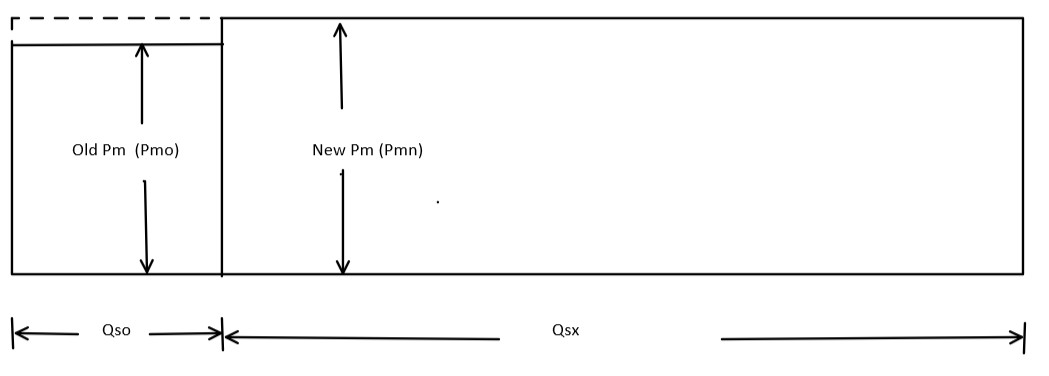 Old Pm (Pmo)
New Pm (Pmn)
Qso
Qsx